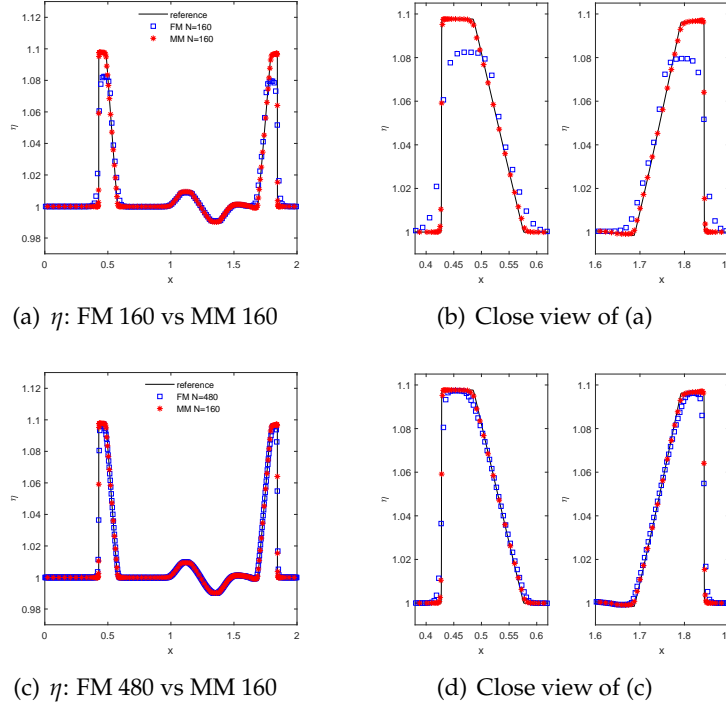 reference
FM N=160
MM N=160
1.12
1.1
1.08
1.06
1.04
1.02
1
0.98
η
0 0.5 1 1.5 2
x
1.1
1.08
1.06
1.04
1.02
1
η
0.4 0.45 0.5 0.55 0.6
x
1.1
1.08
1.06
1.04
1.02
1
η
1.6 1.7 1.8 1.9
x
(a) η: FM 160 vs MM 160
(b) Close view of (a)
reference
FM N=480
MM N=160
1.12
1.1
1.08
1.06
1.04
1.02
1
0.98
η
0 0.5 1 1.5 2
x
1.1
1.08
1.06
1.04
1.02
1
η
0.4 0.45 0.5 0.55 0.6
x
1.1
1.08
1.06
1.04
1.02
1
η
1.6 1.7 1.8 1.9
x
(c) η: FM 480 vs MM 160
(d) Close view of (c)